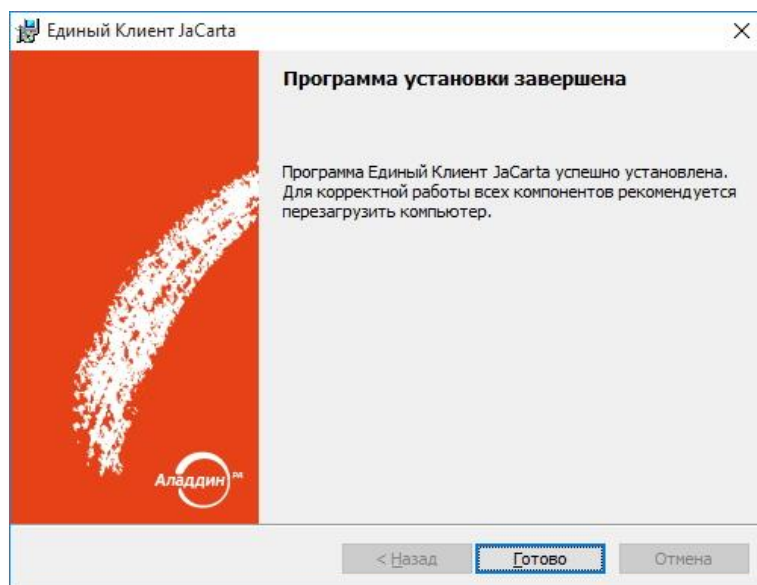 Единый Клиент JaCarta
Программа установки завершена
Программа Единый Клиент JaCarta успешно установлена.
Для корректной работы всех компонентов рекомендуется
перезагрузить компьютер.
Аладдин РД
< Назад
Готово
Отмена